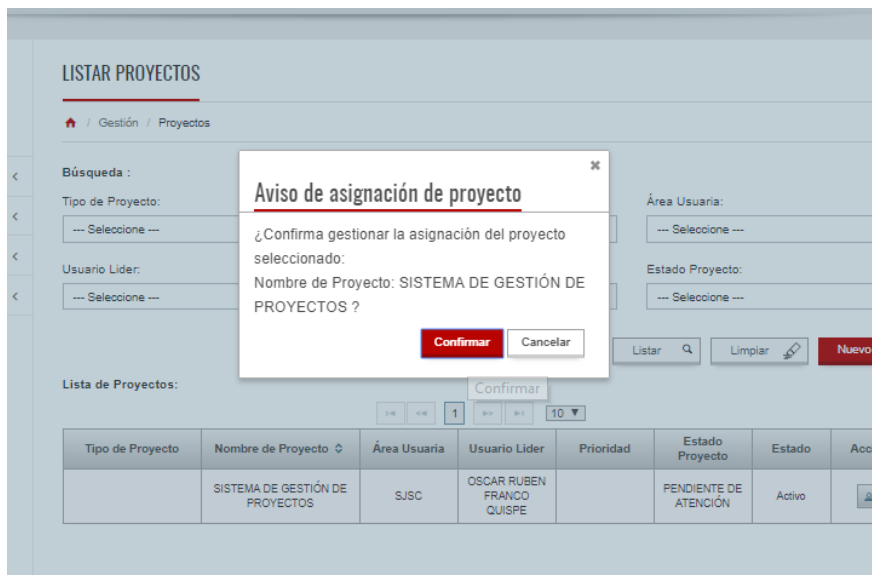 LISTAR PROYECTOS
/ Gestión / Proyectos
Búsqueda :
Tipo de Proyecto:
Área Usuaria:
--- Seleccione ---
--- Seleccione ---
Usuario Lider:
Estado Proyecto:
--- Seleccione ---
--- Seleccione ---
Aviso de asignación de proyecto
¿Confirma gestionar la asignación del proyecto
seleccionado:
Nombre de Proyecto: SISTEMA DE GESTIÓN DE
PROYECTOS ?
Confirmar
Cancelar
Confirmar
Listar
Limpiar
Nuevo
Lista de Proyectos:
1
10
Tipo de Proyecto
Nombre de Proyecto
Área Usuaria
Usuario Lider
Prioridad
Estado
Proyecto
Estado
Acc
SISTEMA DE GESTIÓN DE
PROYECTOS
SJSC
OSCAR RUBEN
FRANCO
QUISPE
PENDIENTE DE
ATENCIÓN
Activo